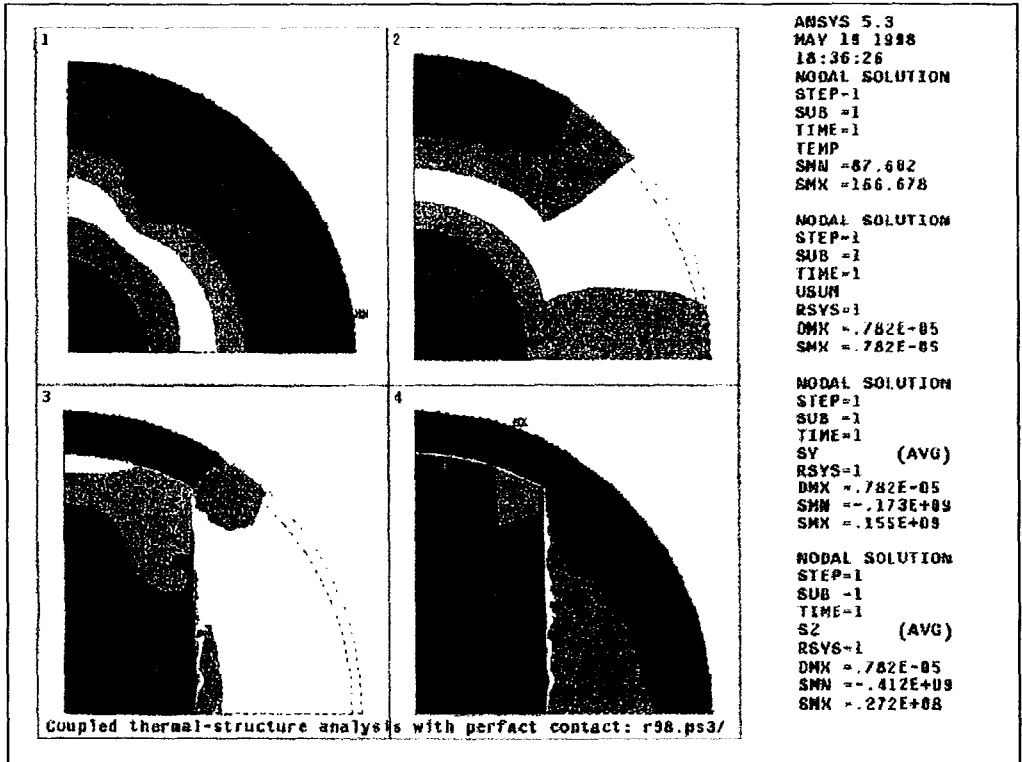 1
2
ANSYS 5.3
MAY 15 1998
18:36:26
NODAL SOLUTION
STEP=1
SUB =1
TIME=1
TEMP
SMN =87.682
SMX =166.678
NODAL SOLUTION
STEP=1
SUB =1
TIME=1
USUM
RSYS=1
DMX =.782E-05
SMX =.782E-05
NODAL SOLUTION
STEP=1
SUB =1
TIME=1
SY (AVG)
RSYS=1
DMX =.782E-05
SMN =-.173E+09
SMX =.155E+09
NODAL SOLUTION
STEP=1
SUB =1
TIME=1
SZ (AVG)
RSYS=1
DMX =.782E-05
SMN =-.412E+09
SMX =.272E+08
MN
3
4
MX
Coupled thermal-structure analysis with perfact contact: r98.ps3/